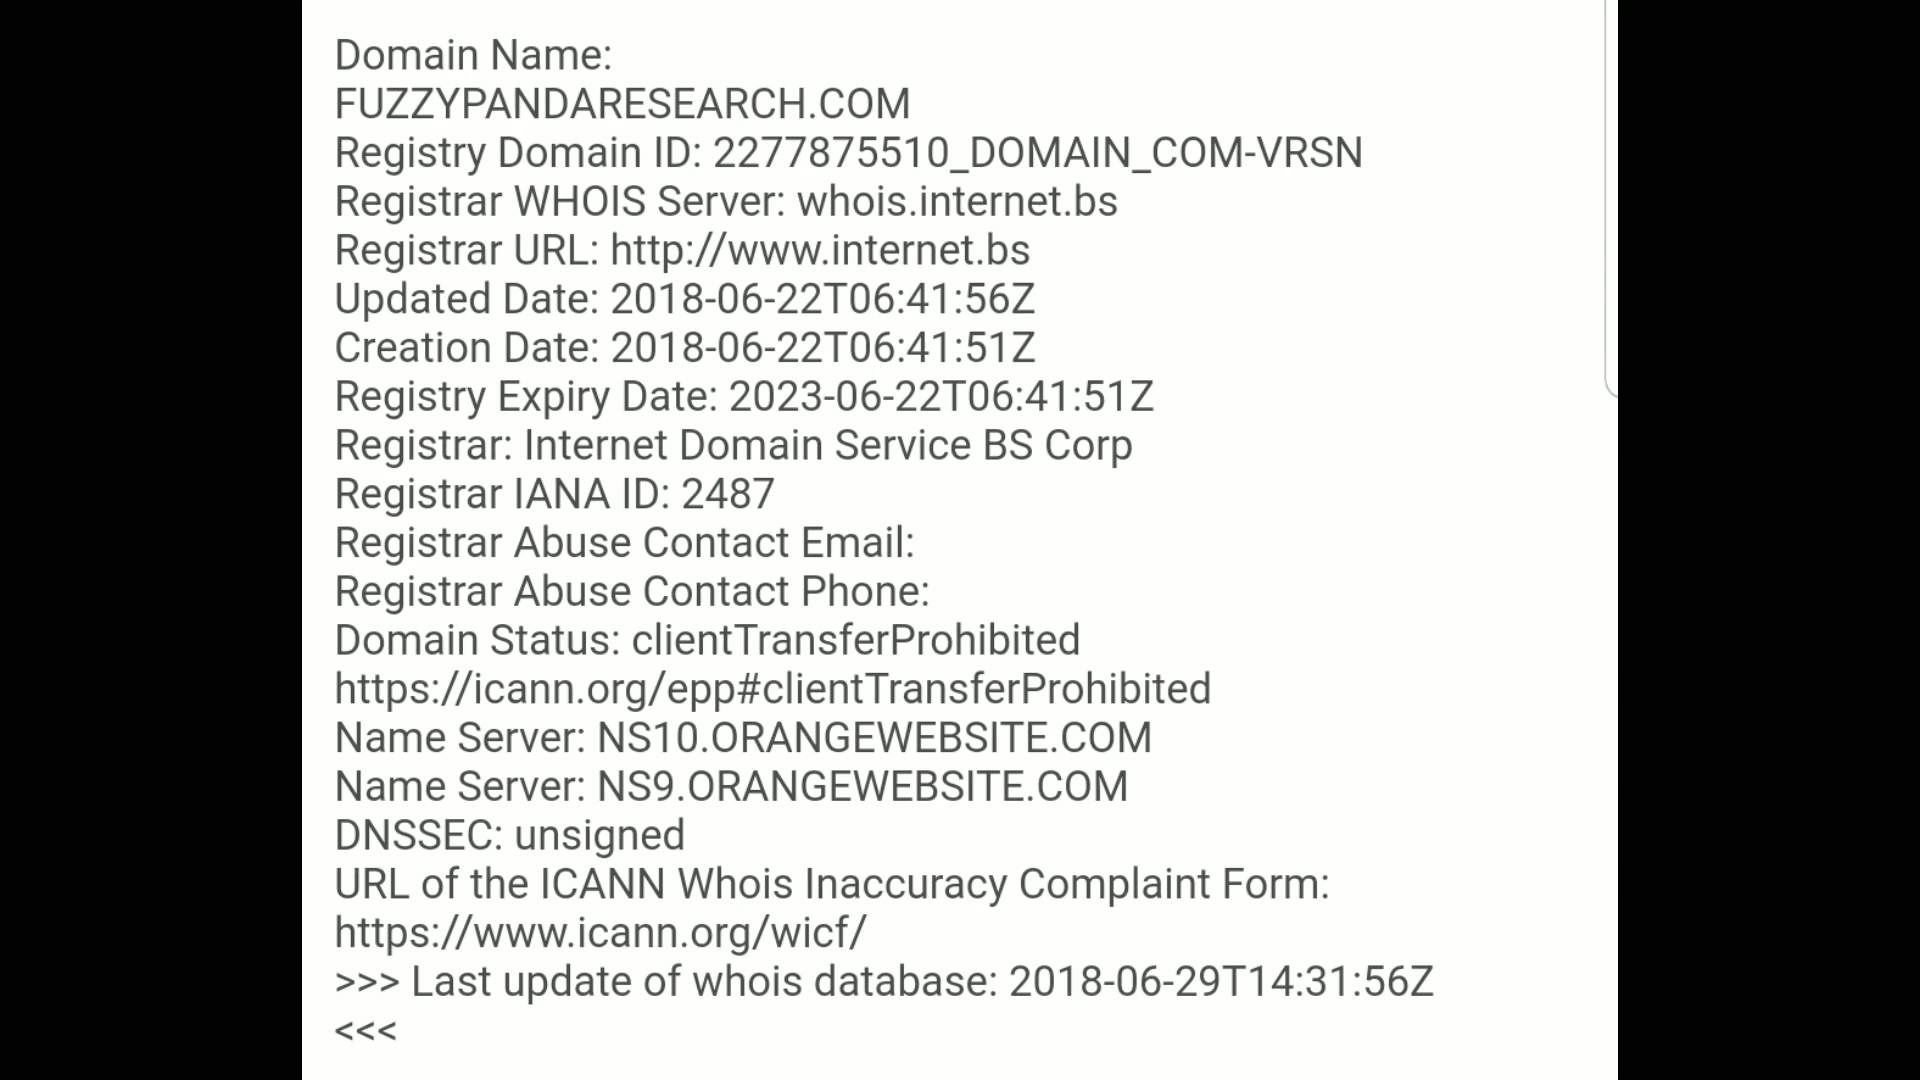 Domain Name:
FUZZYPANDARESEARCH.COM
Registry Domain ID: 2277875510_DOMAIN_COM-VRSN
Registrar WHOIS Server: whois.internet.bs
Registrar URL: http://www.internet.bs
Updated Date: 2018-06-22T06:41:56Z
Creation Date: 2018-06-22T06:41:51Z
Registry Expiry Date: 2023-06-22T06:41:51Z
Registrar: Internet Domain Service BS Corp
Registrar IANA ID: 2487
Registrar Abuse Contact Email:
Registrar Abuse Contact Phone:
Domain Status: clientTransferProhibited
https://icann.org/epp#clientTransferProhibited
Name Server: NS10.ORANGEWEBSITE.COM
Name Server: NS9.ORANGEWEBSITE.COM
DNSSEC: unsigned
URL of the ICANN Whois Inaccuracy Complaint Form:
https://www.icann.org/wicf/
>>> Last update of whois database: 2018-06-29T14:31:56Z
<<<